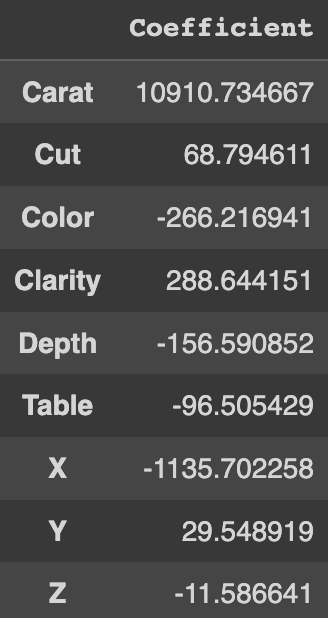 Coefficient
Carat 10910.734667
Cut 68.794611
Color -266.216941
Clarity 288.644151
Depth -156.590852
Table -96.505429
X -1135.702258
Y 29.548919
Z -11.586641